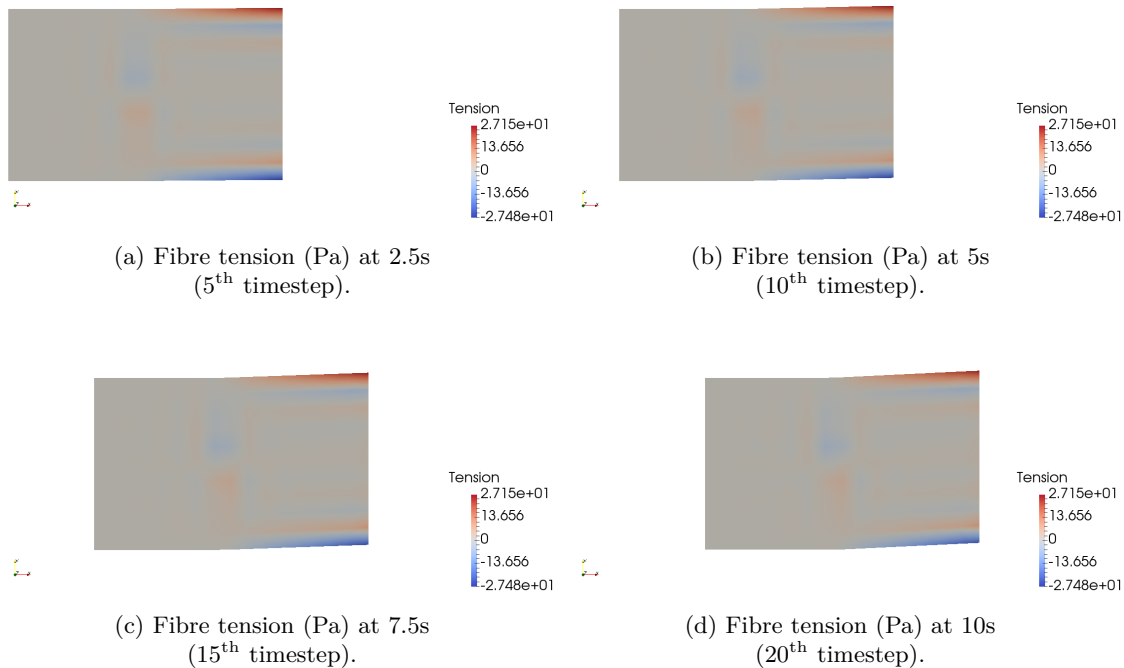 Tension
2.715e+01
13.656
0
-13.656
-2.748e+01
(a) Fibre tension (Pa) at 2.5s
(5th timestep).
Tension
2.715e+01
13.656
0
-13.656
-2.748e+01
(b) Fibre tension (Pa) at 5s
(10th timestep).
Tension
2.715e+01
13.656
0
-13.656
-2.748e+01
(c) Fibre tension (Pa) at 7.5s
(15th timestep).
Tension
2.715e+01
13.656
0
-13.656
-2.748e+01
(d) Fibre tension (Pa) at 10s
(20th timestep).